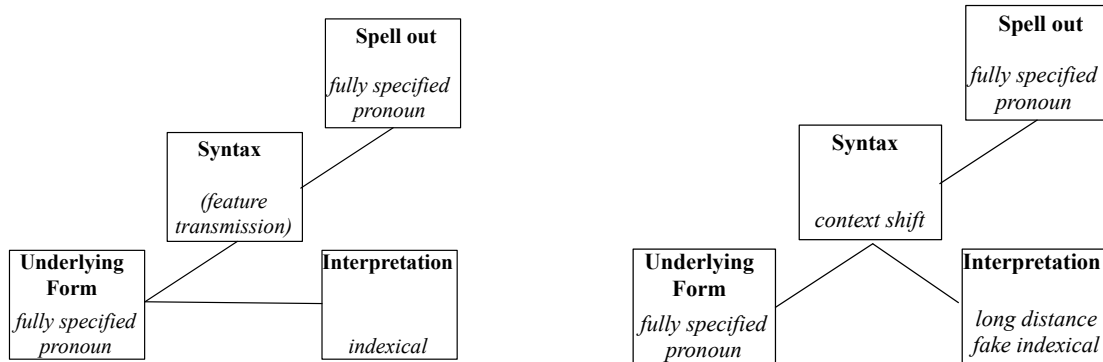 Spell out
fully specified
pronoun
Syntax
(feature
transmission)
Underlying
Form
fully specified
pronoun
Interpretation
indexical
Spell out
fully specified
pronoun
Syntax
context shift
Underlying
Form
fully specified
pronoun
Interpretation
long distance
fake indexical